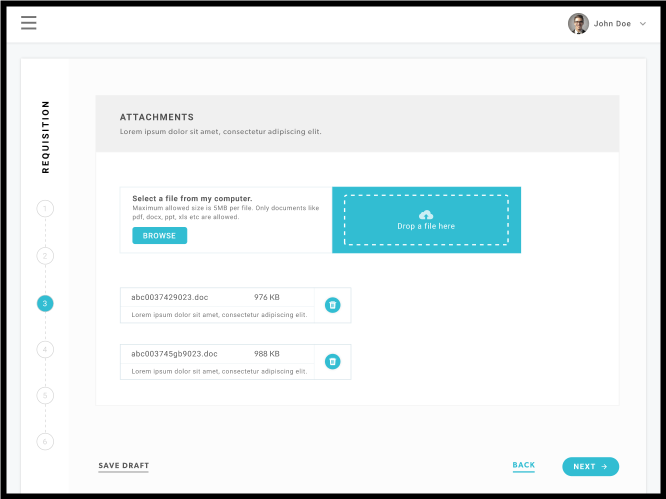 John Doe
REQUISITION
1
2
3
4
5
6
ATTACHMENTS
Lorem ipsum dolor sit amet, consectetur adipiscing elit.
Select a file from my computer.
Maximum allowed size is 5MB per file. Only documents like
pdf, docx, ppt, xls etc are allowed.
BROWSE
Drop a file here
abc0037429023.doc 976 KB
Lorem ipsum dolor sit amet, consectetur adipiscing elit.
abc003745gb9023.doc 988 KB
Lorem ipsum dolor sit amet, consectetur adipiscing elit.
SAVE DRAFT
BACK
NEXT →